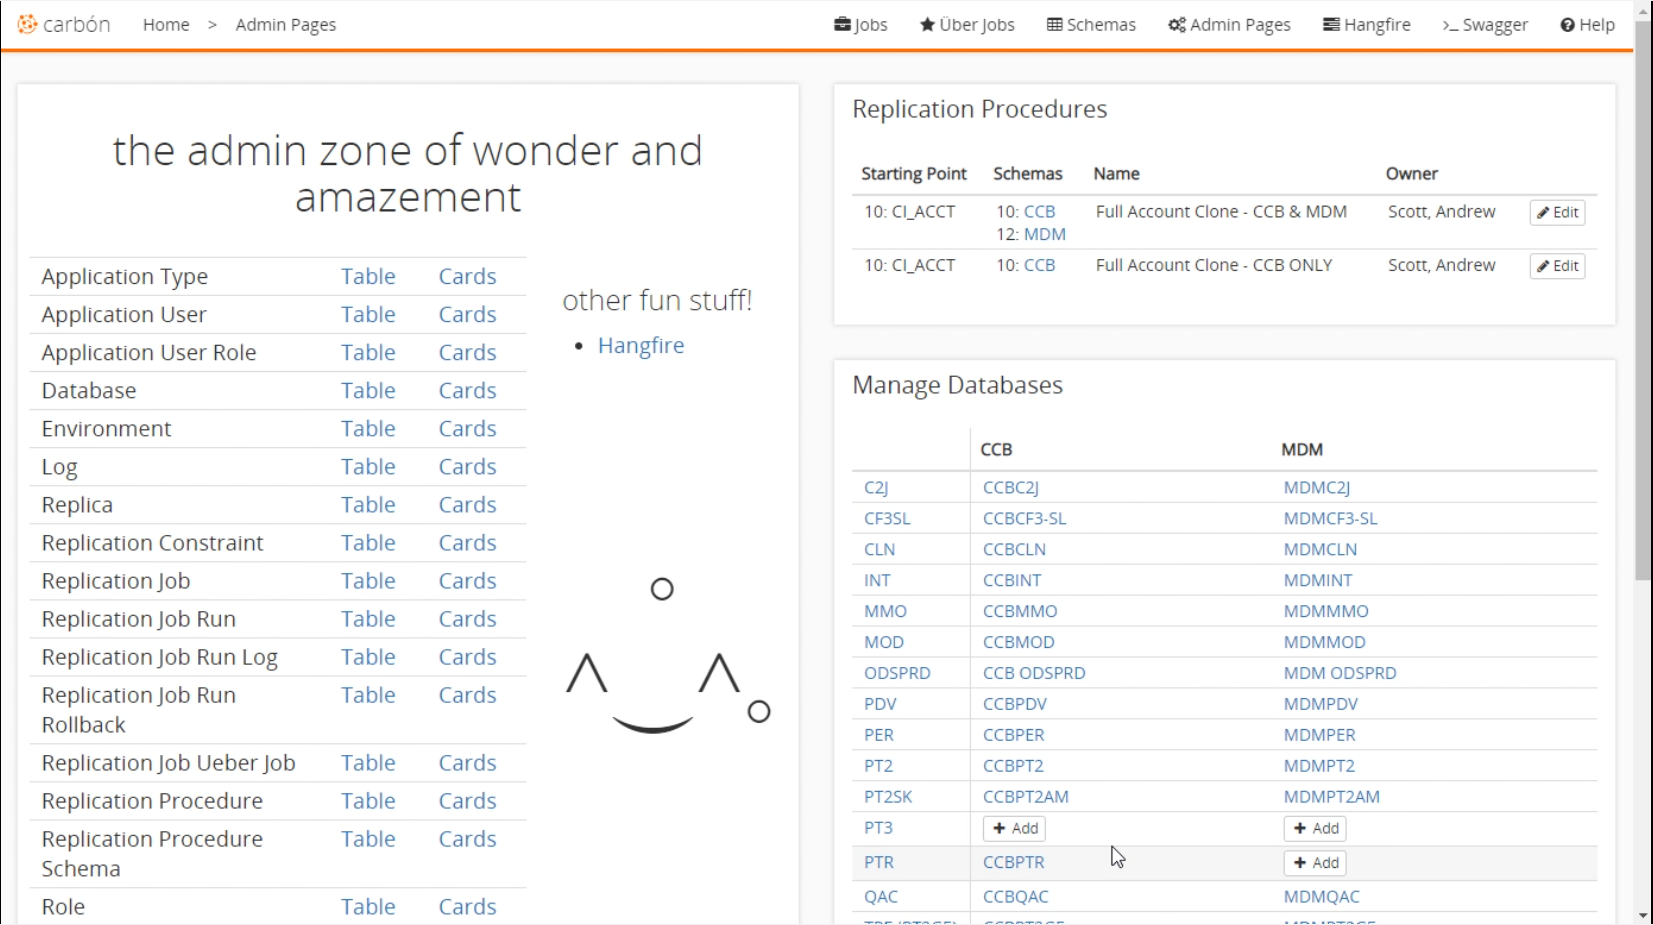 carbón Home > Admin Pages Jobs Über Jobs Schemas Admin Pages Hangfire >_ Swagger Help
the admin zone of wonder and
amazement
Application Type Table Cards
Application User Table Cards
Application User Role Table Cards
Database Table Cards
Environment Table Cards
Log Table Cards
Replica Table Cards
Replication Constraint Table Cards
Replication Job Table Cards
Replication Job Run Table Cards
Replication Job Run Log Table Cards
Replication Job Run Table Cards
Rollback
Replication Job Ueber Job Table Cards
Replication Procedure Table Cards
Replication Procedure Table Cards
Schema
Role Table Cards
other fun stuff!
• Hangfire
Replication Procedures
Starting Point Schemas Name Owner
10: CI_ACCT 10: CCB Full Account Clone - CCB & MDM Scott, Andrew Edit
12: MDM
10: CI_ACCT 10: CCB Full Account Clone - CCB ONLY Scott, Andrew Edit
Manage Databases
CCB MDM
C2J CCBC2J MDMC2J
CF3SL CCBCF3-SL MDMCF3-SL
CLN CCBCLN MDMCLN
INT CCBINT MDMINT
MMO CCBMMO MDMMMO
MOD CCBMOD MDMMOD
ODSPRD CCB ODSPRD MDM ODSPRD
PDV CCBPDV MDMPDV
PER CCBPER MDMPER
PT2 CCBPT2 MDMPT2
PT2SK CCBPT2AM MDMPT2AM
PT3 + Add + Add
PTR CCBPTR + Add
QAC CCBQAC MDMQAC